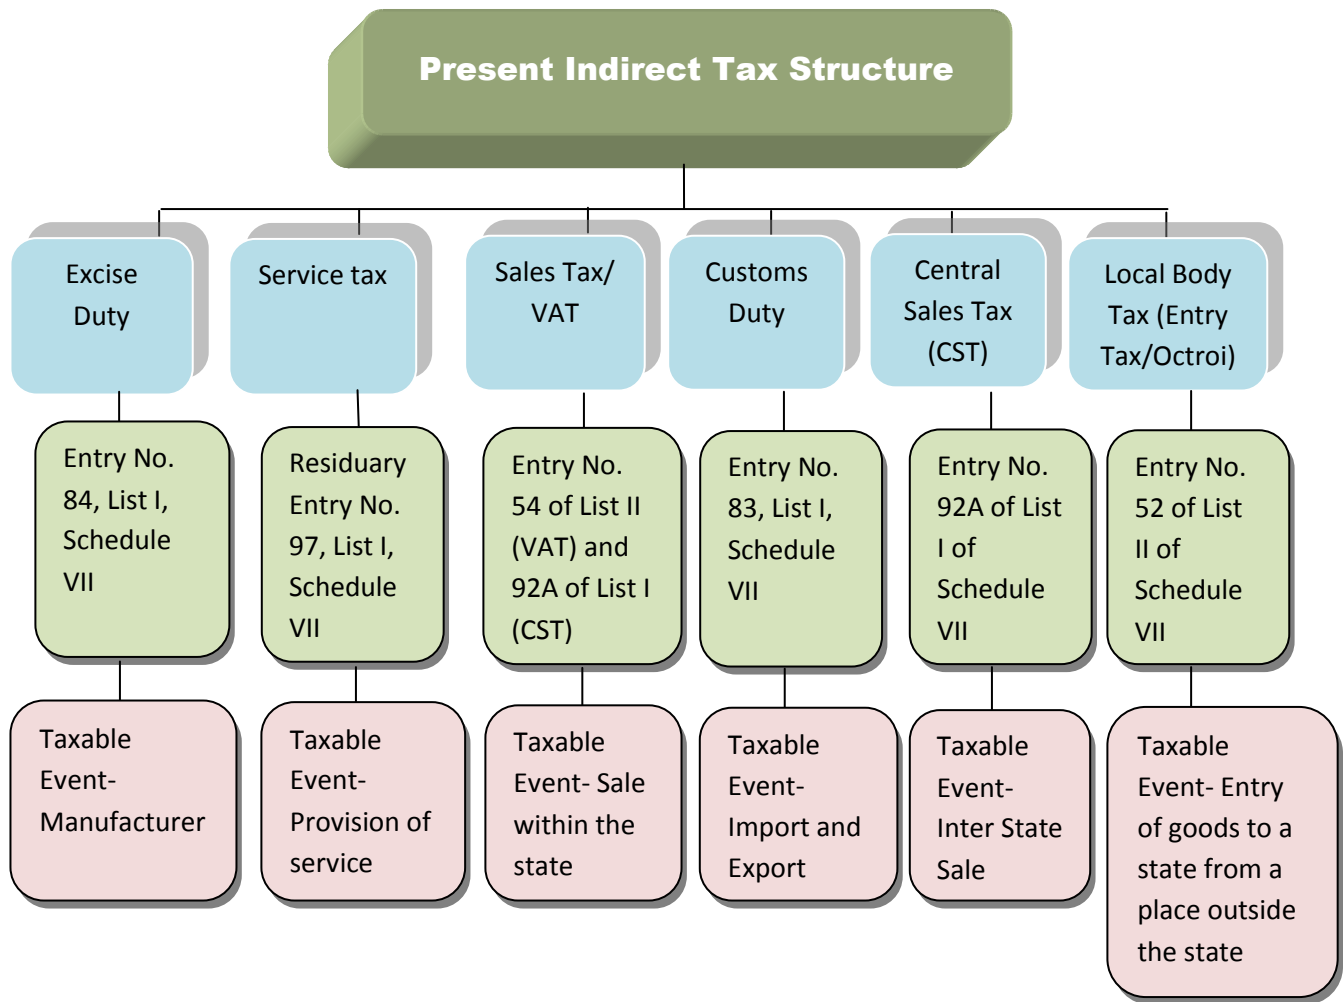 Present Indirect Tax Structure
Excise
Duty
Service tax
Sales Tax/
VAT
Customs
Duty
Central
Sales Tax
(CST)
Local Body
Tax (Entry
Tax/Octroi)
Entry No.
84, List I,
Schedule
VII
Residuary
Entry No.
97, List I,
Schedule
VII
Entry No.
54 of List II
(VAT) and
92A of List I
(CST)
Entry No.
83, List I,
Schedule
VII
Entry No.
92A of List
I of
Schedule
VII
Entry No.
52 of List
II of
Schedule
VII
Taxable
Event-
Manufacturer
Taxable
Event-
Provision of
service
Taxable
Event- Sale
within the
state
Taxable
Event-
Import and
Export
Taxable
Event-
Inter State
Sale
Taxable
Event- Entry
of goods to a
state from a
place outside
the state